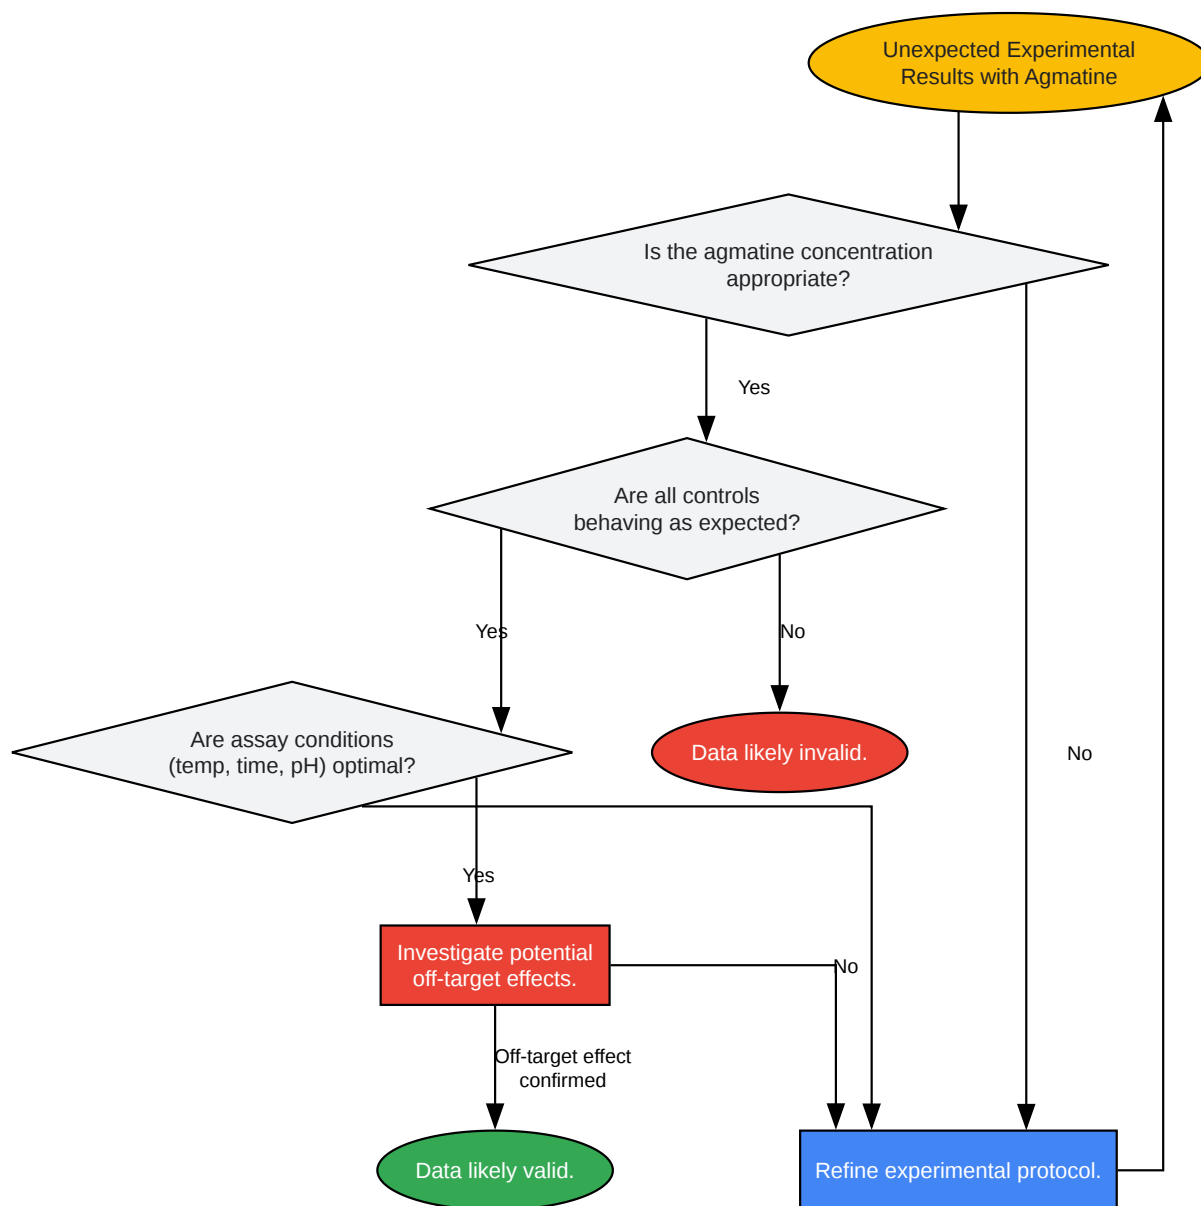 Unexpected Experimental
Results with Agmatine
Is the agmatine concentration
appropriate?
Yes
Are all controls
behaving as expected?
Yes
No
Are assay conditions
(temp, time, pH) optimal?
Data likely invalid.
No
Yes
Investigate potential
off-target effects.
No
Off-target effect
confirmed
Data likely valid.
Refine experimental protocol.